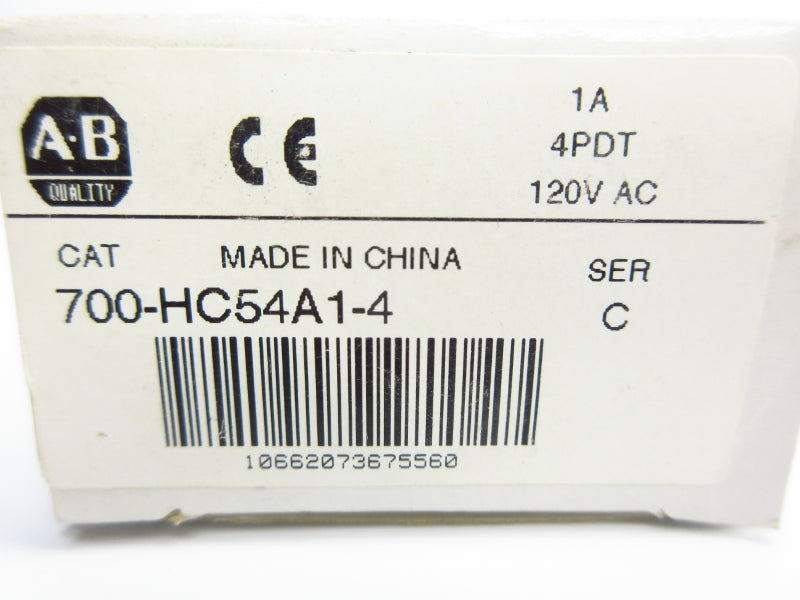 A·B
QUALITY
CE
1A
4PDT
120V AC
CAT
MADE IN CHINA
SER
700-HC54A1-4
C
10662073675560